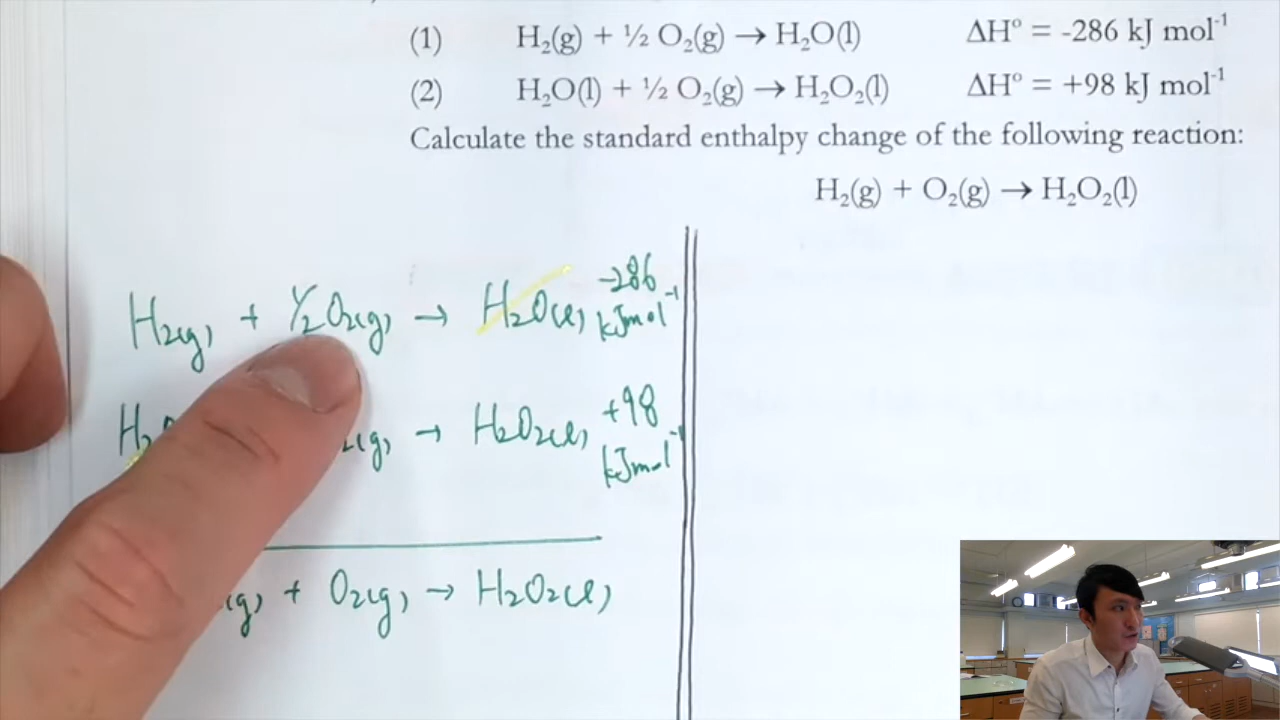 (1) H₂(g) + ½ O₂(g) → H₂O(l) ΔH° = -286 kJ mol⁻¹
(2) H₂O(l) + ½ O₂(g) → H₂O₂(l) ΔH° = +98 kJ mol⁻¹
Calculate the standard enthalpy change of the following reaction:
H₂(g) + O₂(g) → H₂O₂(l)
H₂(g) + ½O₂(g) → H₂O(l) -286
kJmol⁻¹
H₂ ₂(g) → H₂O₂(l) +98
kJmol⁻¹
(g) + O₂(g) → H₂O₂(l)